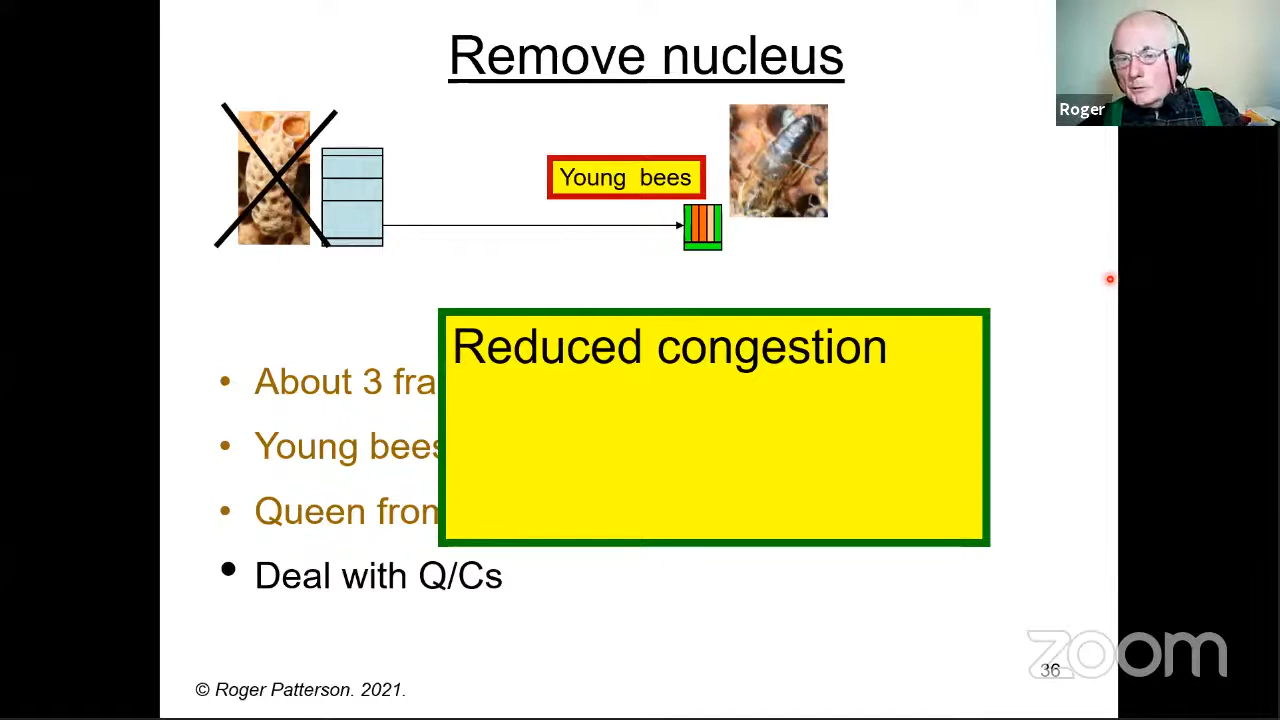 Remove nucleus
Roger
Young bees
Reduced congestion
• About 3 fra
• Young bees
• Queen from
• Deal with Q/Cs
zoom
36
© Roger Patterson. 2021.